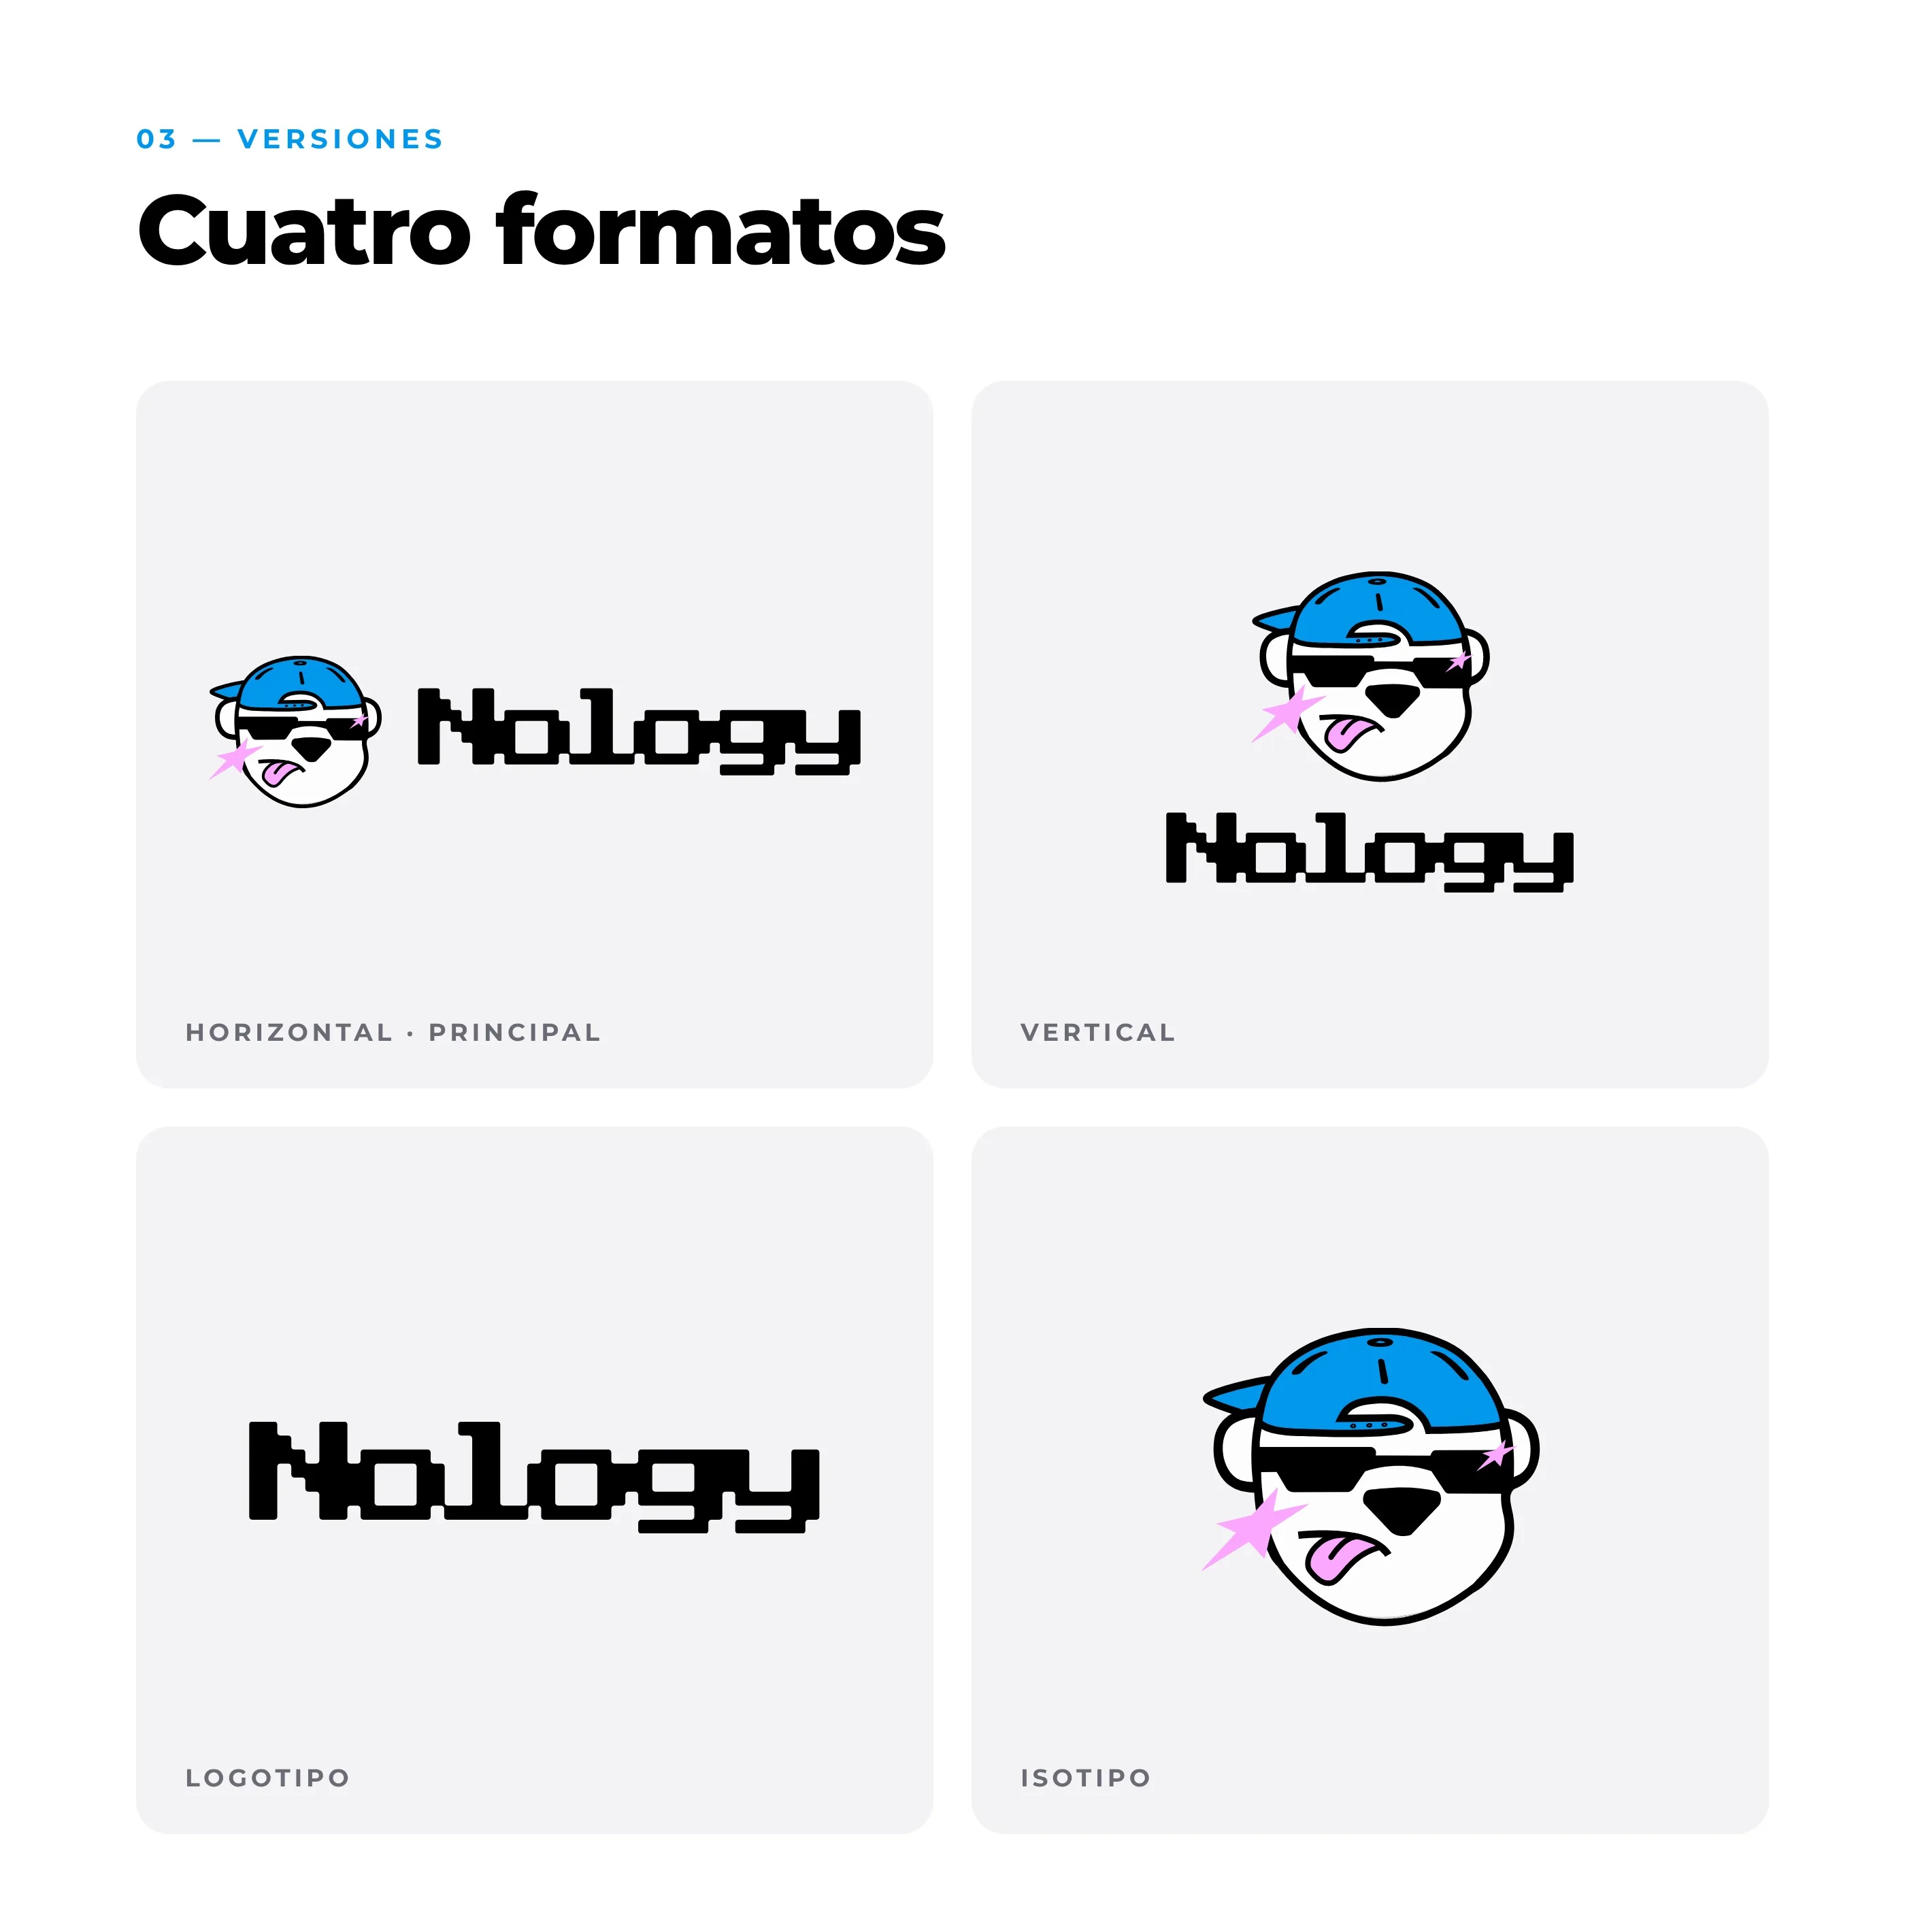 03 — VERSIONES
Cuatro formatos
Nology
HORIZONTAL · PRINCIPAL
Nology
VERTICAL
Nology
LOGOTIPO
ISOTIPO